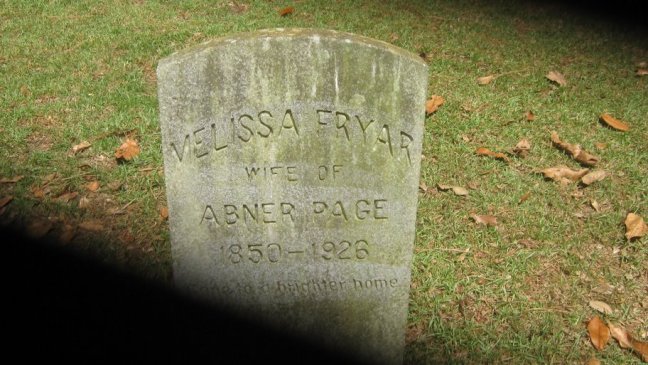 MELISSA FRYAR
WIFE OF
ABNER PAGE
1850-1926
to a brighter home